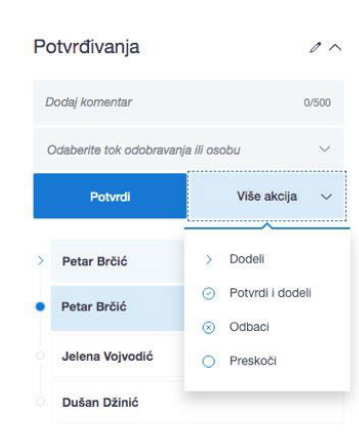 Potvrđivanja
Dodaj komentar 0/500
Odaberite tok odobravanja ili osobu
Potvrdi Više akcija
Petar Brčić Dodeli
Potvrdi i dodeli
Petar Brčić
Odbaci
Jelena Vojvodić Preskoči
Dušan Džinić